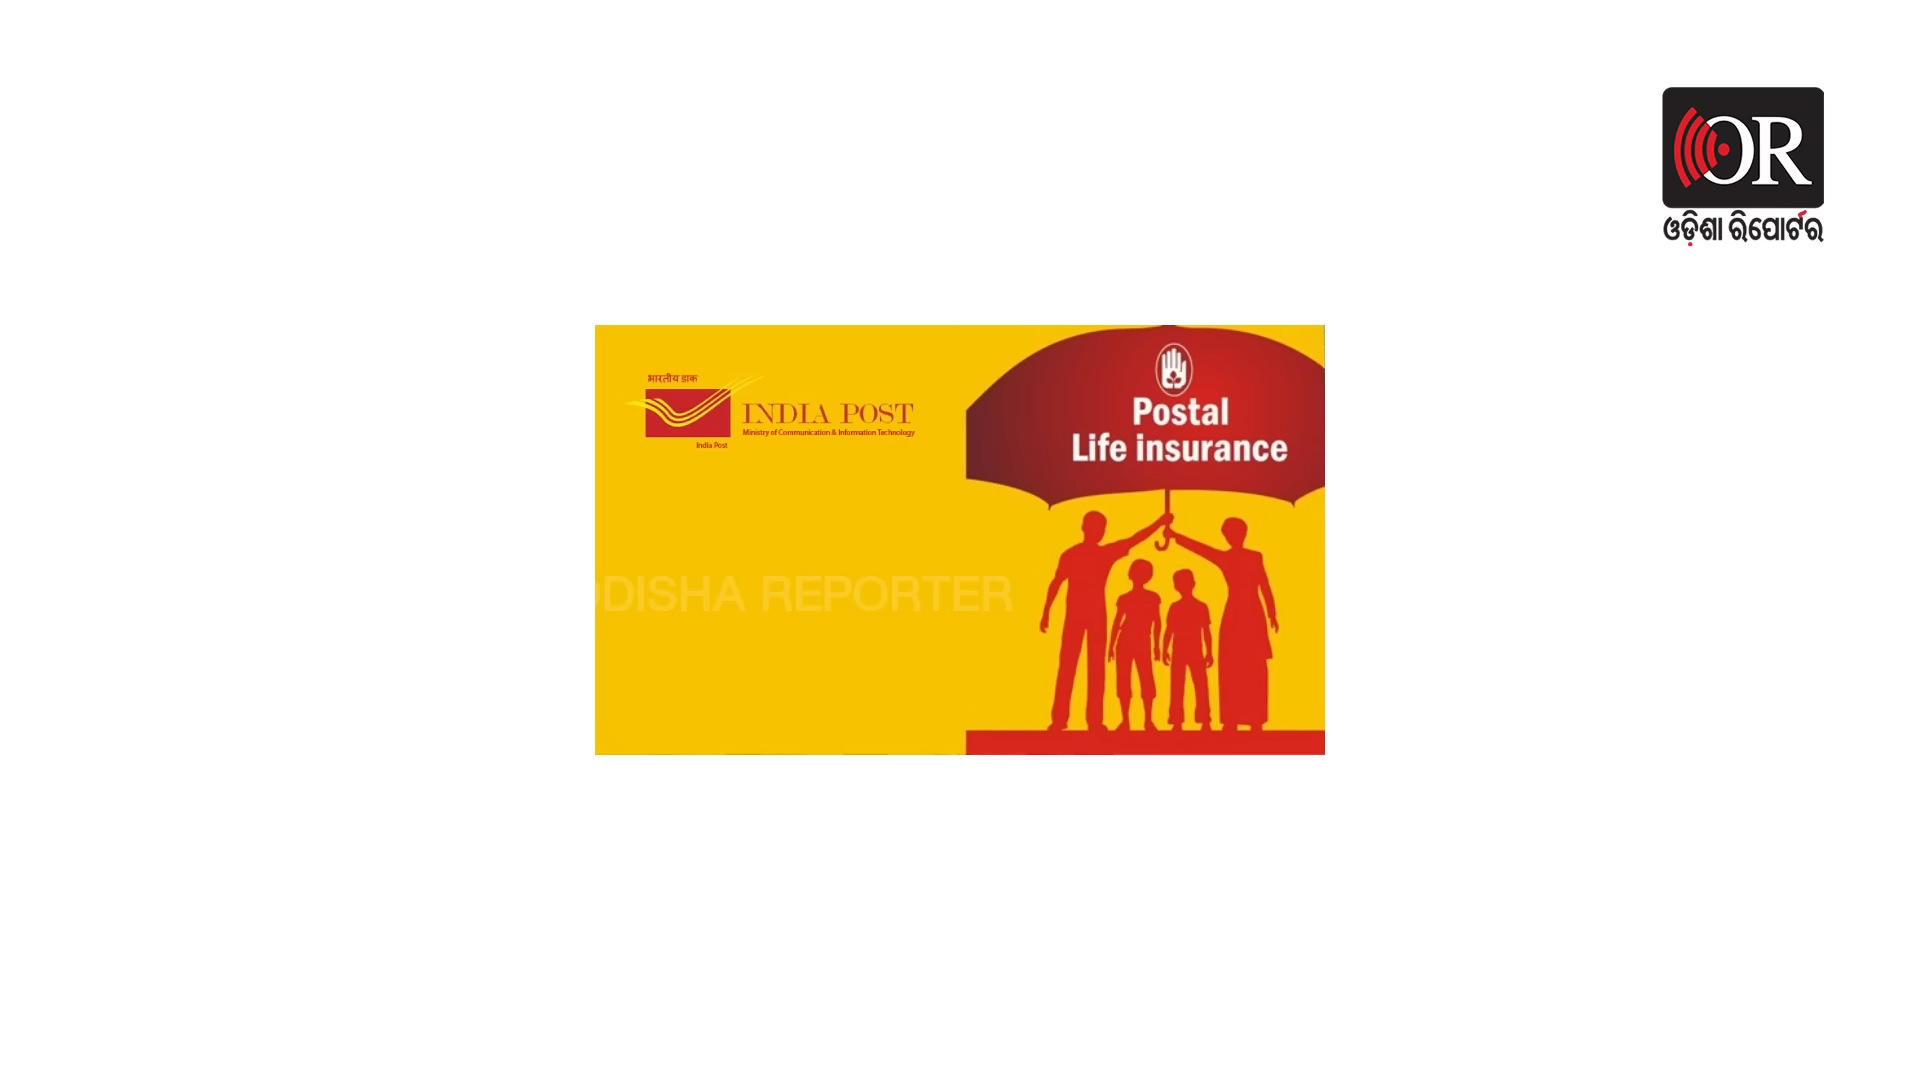 OR
ଓଡ଼ିଶା ରିପୋର୍ଟର
भारतीय डाक
INDIA POST
Ministry of Communication & Information Technology
India Post
Postal
Life insurance
ODISHA REPORTER